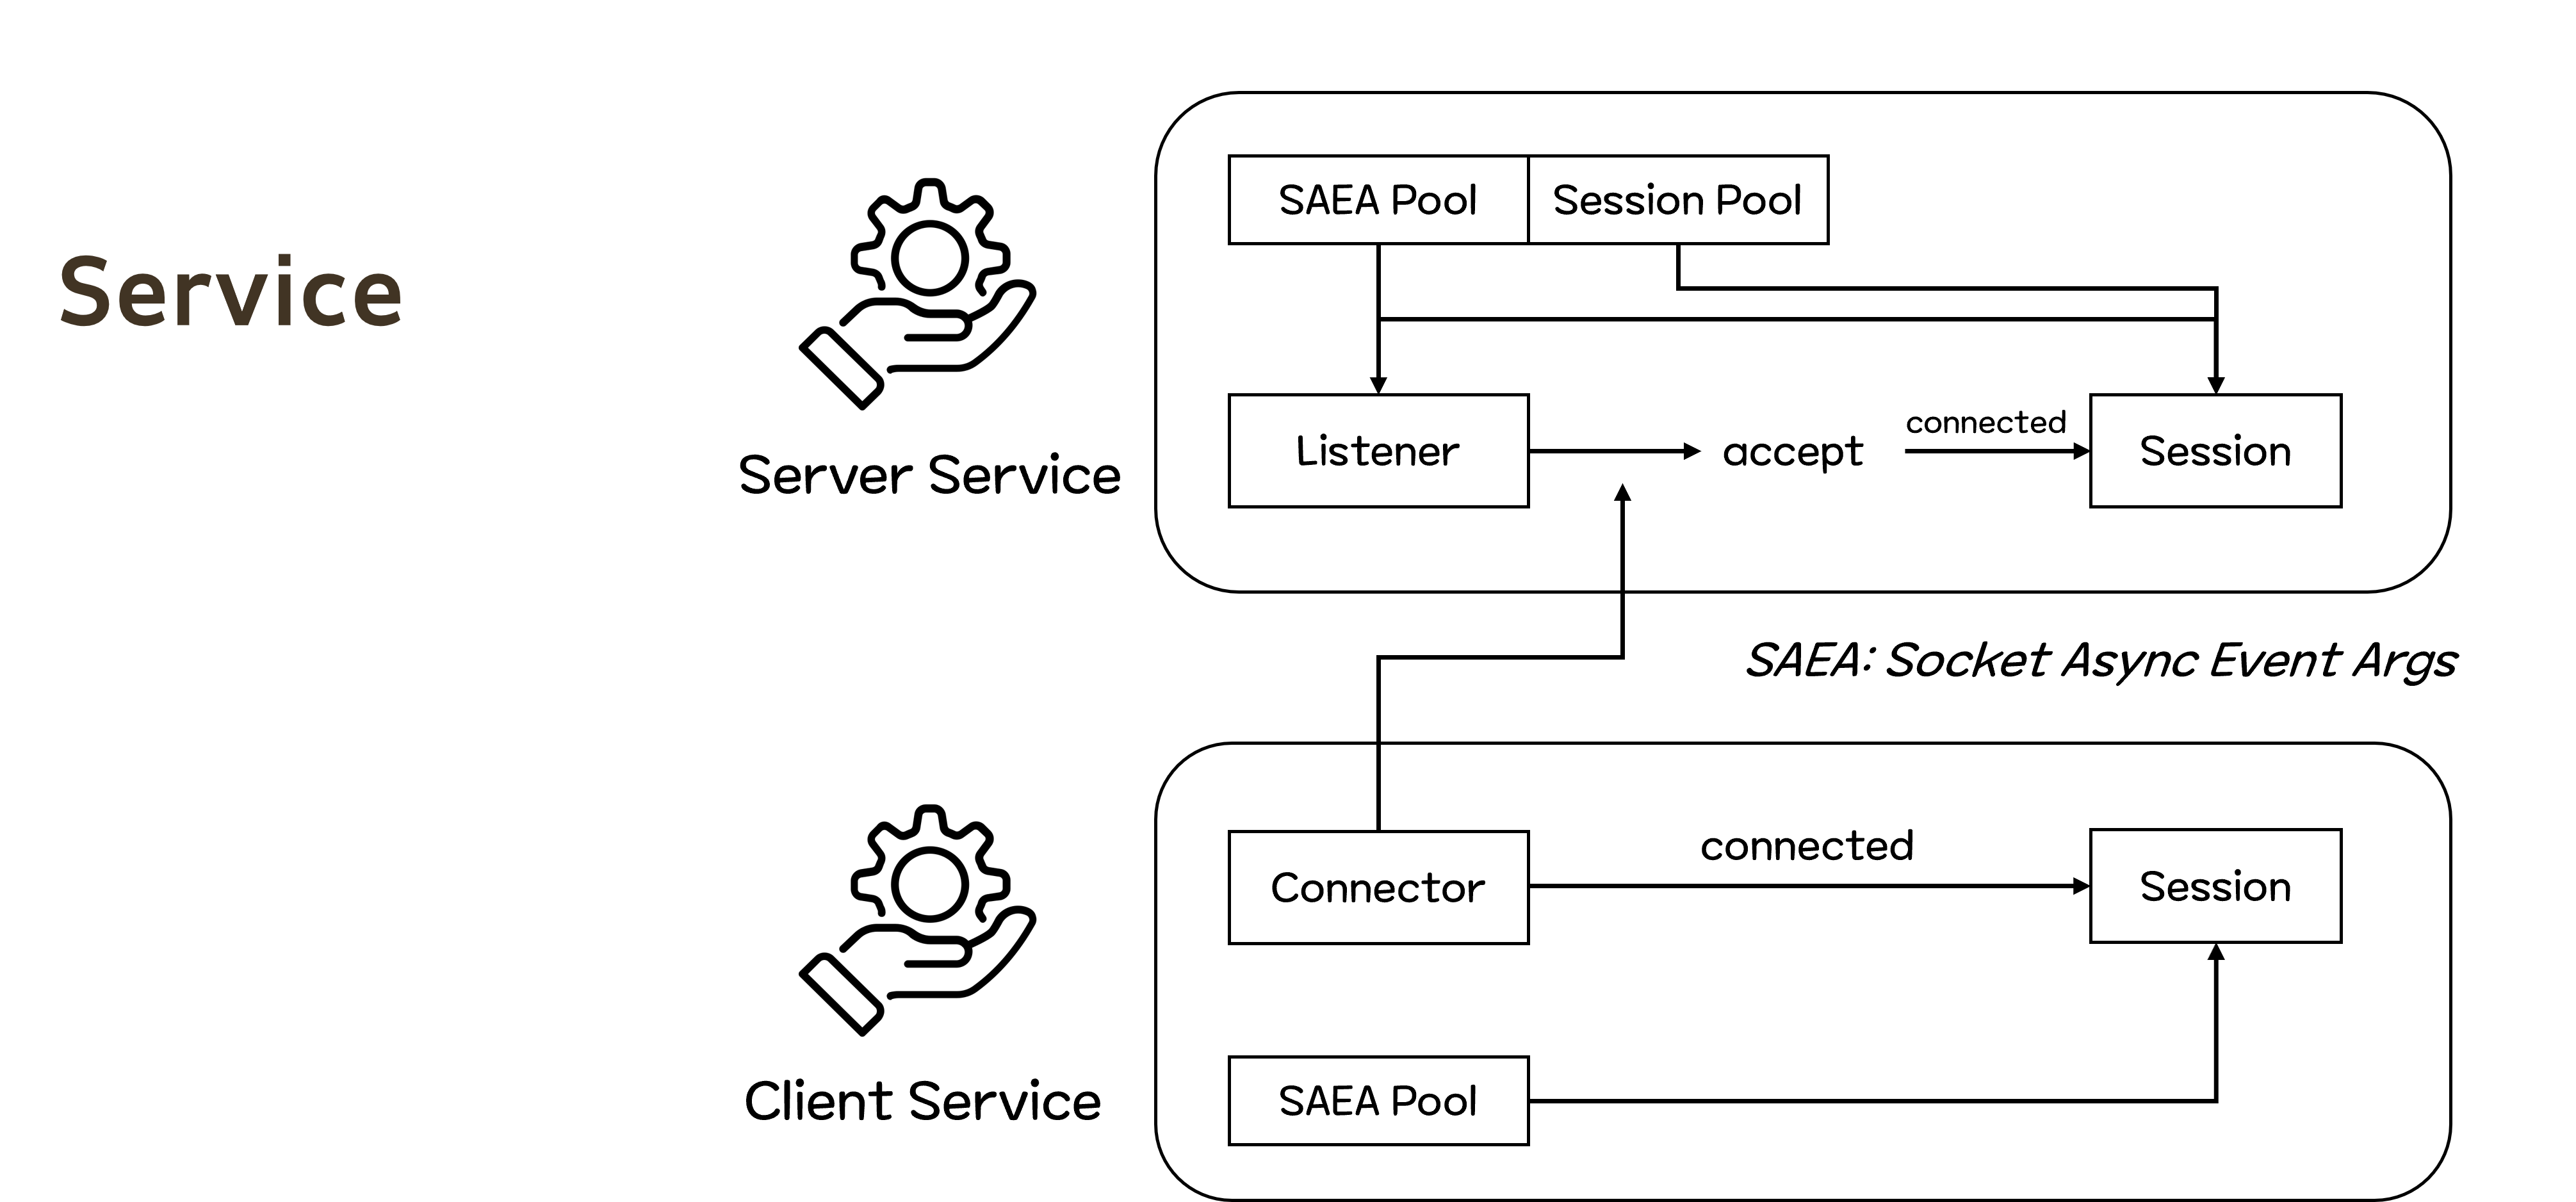 Service
Server Service
SAEA Pool
Session Pool
Listener
accept
connected
Session
SAEA: Socket Async Event Args
Client Service
Connector
connected
Session
SAEA Pool